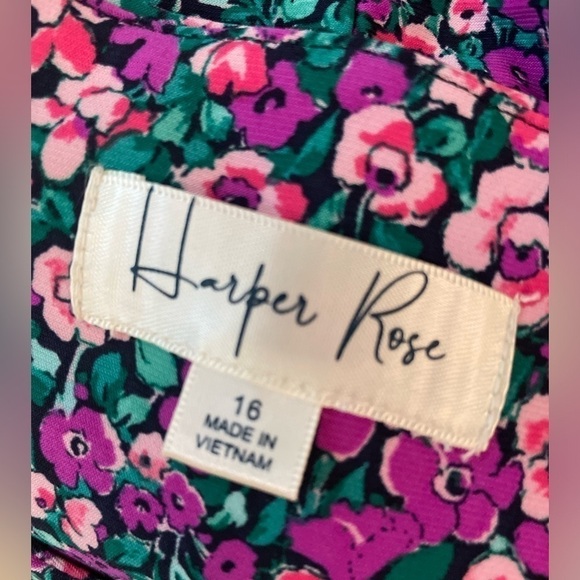 Harper Rose
16
MADE IN
VIETNAM